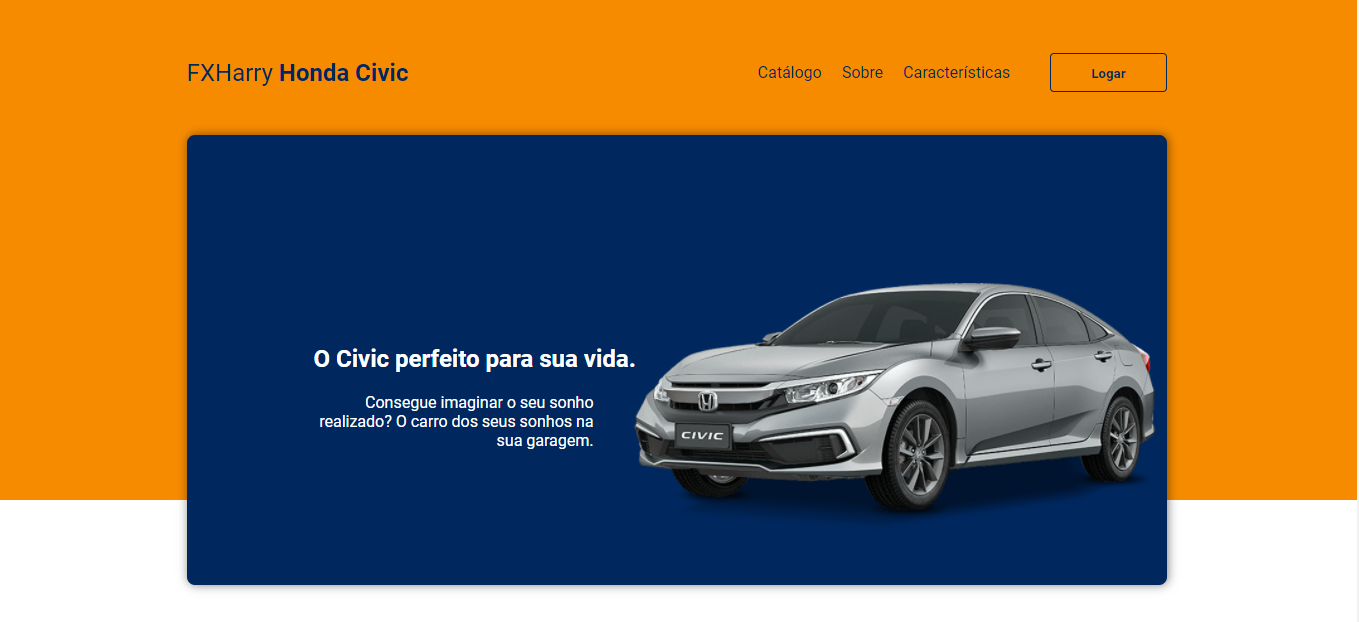 FXHarry Honda Civic
Catálogo Sobre Características Logar
O Civic perfeito para sua vida.
Consegue imaginar o seu sonho
realizado? O carro dos seus sonhos na
sua garagem.
CIVIC